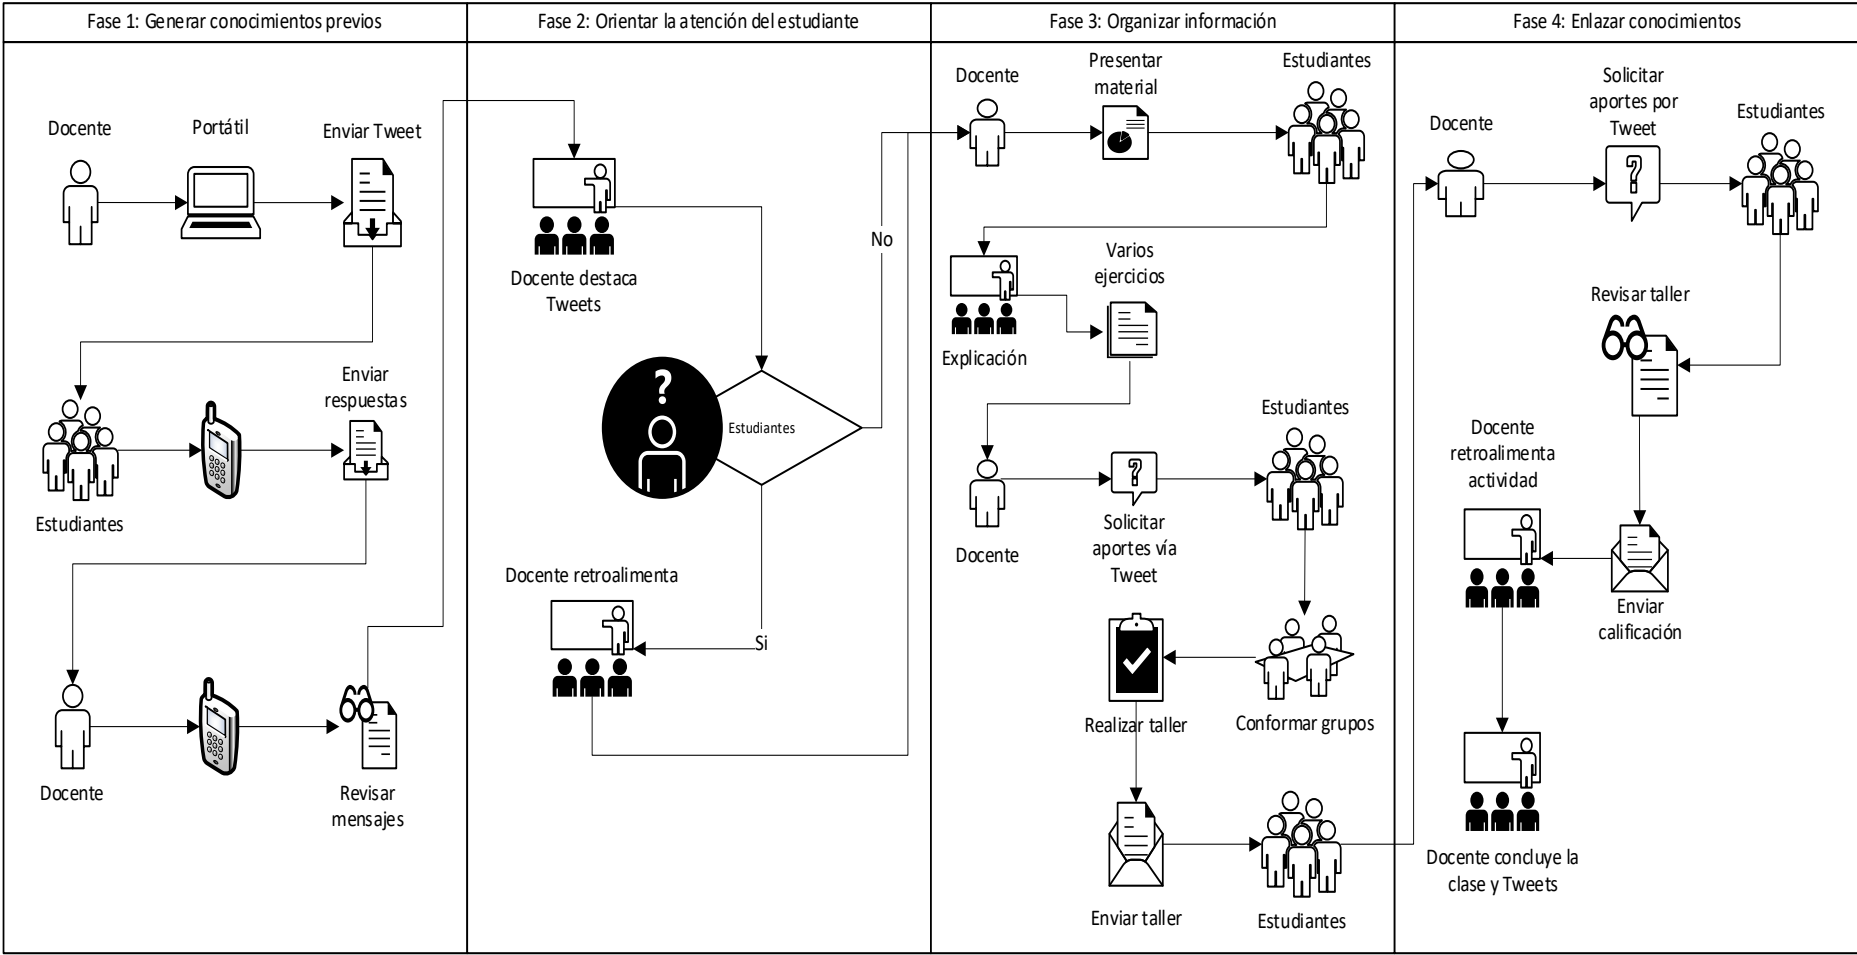 Fase 1: Generar conocimientos previos
Fase 2: Orientar la atención del estudiante
Fase 3: Organizar información
Fase 4: Enlazar conocimientos
Docente
Portátil
Enviar Tweet
Enviar
respuestas
Estudiantes
Docente
Revisar
mensajes
Docente destaca
Tweets
?
Estudiantes
No
Si
Docente retroalimenta
Docente
Presentar
material
Estudiantes
Explicación
Varios
ejercicios
Docente
?
Solicitar
aportes vía
Tweet
Estudiantes
Realizar taller
Conformar grupos
Enviar taller
Estudiantes
Docente
Solicitar
aportes por
Tweet
?
Estudiantes
Revisar taller
Docente
retroalimenta
actividad
Enviar
calificación
Docente concluye la
clase y Tweets